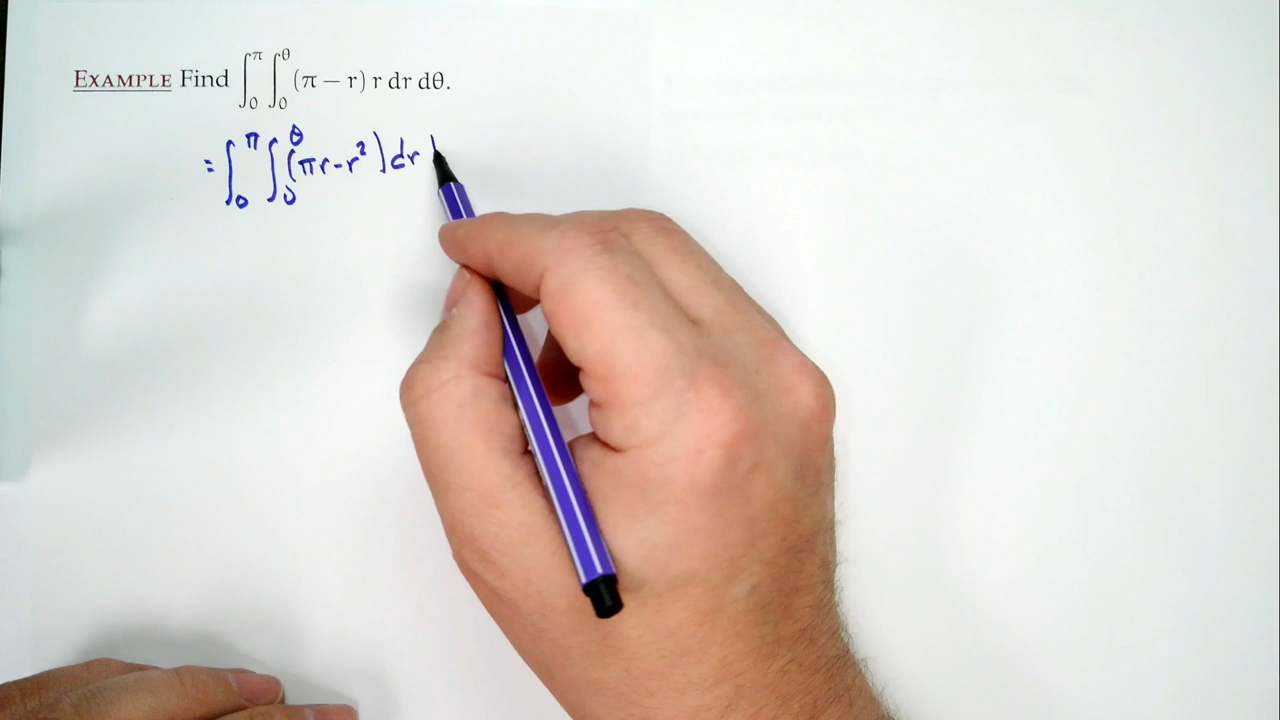 EXAMPLE Find ∫₀^π ∫₀^θ (π − r) r dr dθ.
= ∫₀^π ∫₀^θ (πr − r²) dr